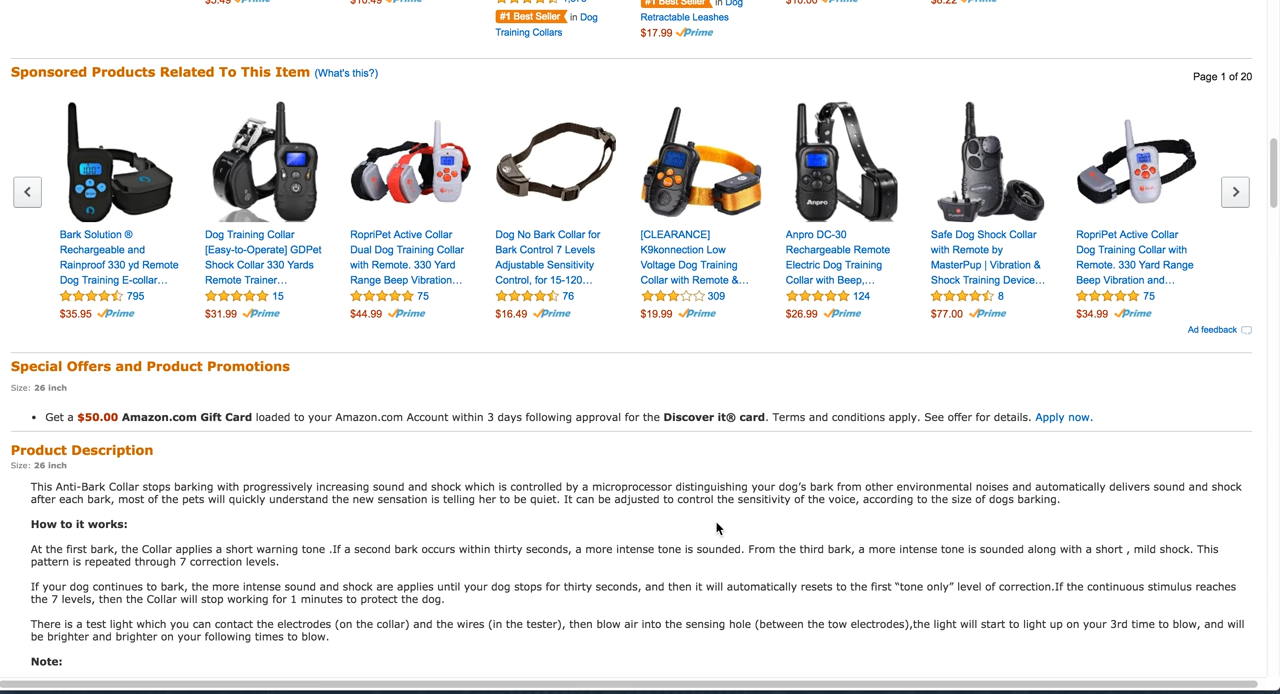 #1 Best Seller in Dog
Training Collars
Retractable Leashes
$17.99 Prime
Sponsored Products Related To This Item (What's this?)
Page 1 of 20
Bark Solution ®
Rechargeable and
Rainproof 330 yd Remote
Dog Training E-collar…
795
$35.95 Prime
Dog Training Collar
[Easy-to-Operate] GDPet
Shock Collar 330 Yards
Remote Trainer…
15
$31.99 Prime
RopriPet Active Collar
Dual Dog Training Collar
with Remote. 330 Yard
Range Beep Vibration…
75
$44.99 Prime
Dog No Bark Collar for
Bark Control 7 Levels
Adjustable Sensitivity
Control, for 15-120…
76
$16.49 Prime
[CLEARANCE]
K9konnection Low
Voltage Dog Training
Collar with Remote &…
309
$19.99 Prime
Anpro
Anpro DC-30
Rechargeable Remote
Electric Dog Training
Collar with Beep,…
124
$26.99 Prime
Safe Dog Shock Collar
with Remote by
MasterPup | Vibration &
Shock Training Device…
8
$77.00 Prime
RopriPet Active Collar
Dog Training Collar with
Remote. 330 Yard Range
Beep Vibration and…
75
$34.99 Prime
Ad feedback
Special Offers and Product Promotions
Size: 26 inch
• Get a $50.00 Amazon.com Gift Card loaded to your Amazon.com Account within 3 days following approval for the Discover it® card. Terms and conditions apply. See offer for details. Apply now.
Product Description
Size: 26 inch
This Anti-Bark Collar stops barking with progressively increasing sound and shock which is controlled by a microprocessor distinguishing your dog’s bark from other environmental noises and automatically delivers sound and shock
after each bark, most of the pets will quickly understand the new sensation is telling her to be quiet. It can be adjusted to control the sensitivity of the voice, according to the size of dogs barking.
How to it works:
At the first bark, the Collar applies a short warning tone .If a second bark occurs within thirty seconds, a more intense tone is sounded. From the third bark, a more intense tone is sounded along with a short , mild shock. This
pattern is repeated through 7 correction levels.
If your dog continues to bark, the more intense sound and shock are applies until your dog stops for thirty seconds, and then it will automatically resets to the first “tone only” level of correction.If the continuous stimulus reaches
the 7 levels, then the Collar will stop working for 1 minutes to protect the dog.
There is a test light which you can contact the electrodes (on the collar) and the wires (in the tester), then blow air into the sensing hole (between the tow electrodes),the light will start to light up on your 3rd time to blow, and will
be brighter and brighter on your following times to blow.
Note: